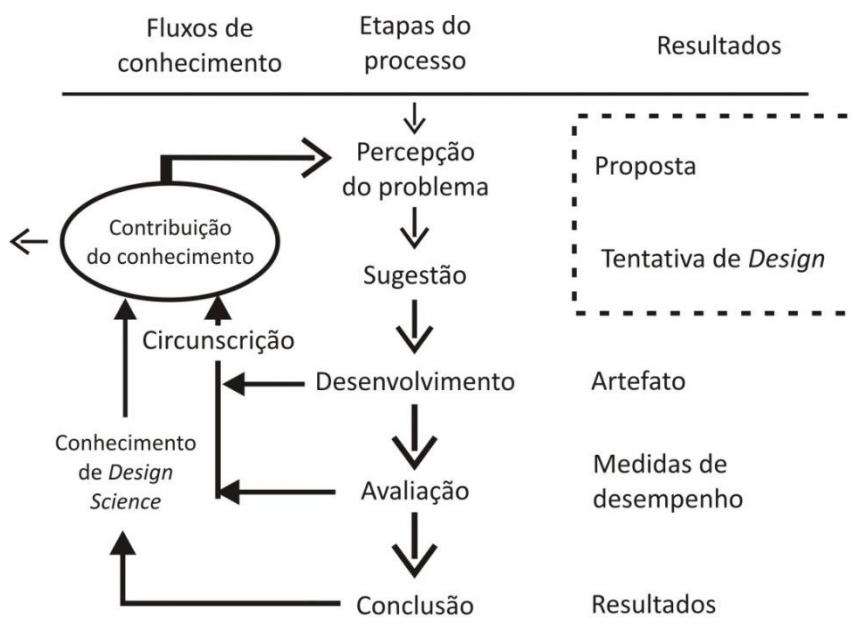 Fluxos de
conhecimento
Etapas do
processo
Resultados
Percepção
do problema
Proposta
Contribuição
do conhecimento
Sugestão
Tentativa de Design
Circunscrição
Desenvolvimento
Artefato
Conhecimento
de Design
Science
Avaliação
Medidas de
desempenho
Conclusão
Resultados